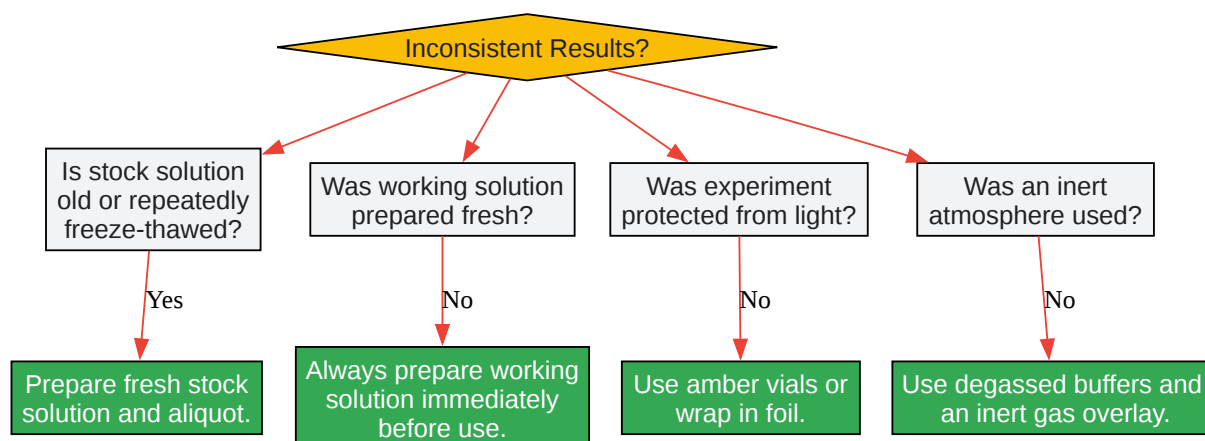 Inconsistent Results?
Is stock solution
old or repeatedly
freeze-thawed?
Was working solution
prepared fresh?
Was experiment
protected from light?
Was an inert
atmosphere used?
Yes
No
No
No
Prepare fresh stock
solution and aliquot.
Always prepare working
solution immediately
before use.
Use amber vials or
wrap in foil.
Use degassed buffers and
an inert gas overlay.